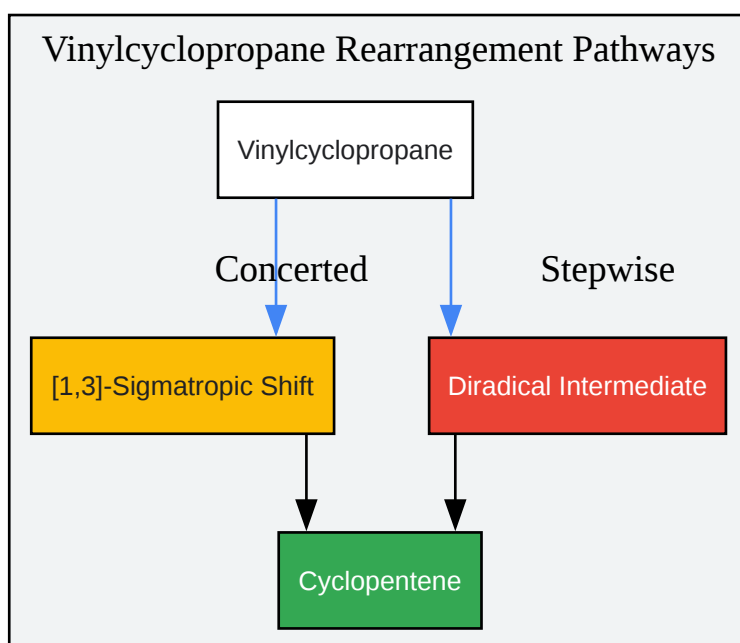 Vinylcyclopropane Rearrangement Pathways
Vinylcyclopropane
Concerted
Stepwise
[1,3]-Sigmatropic Shift
Diradical Intermediate
Cyclopentene